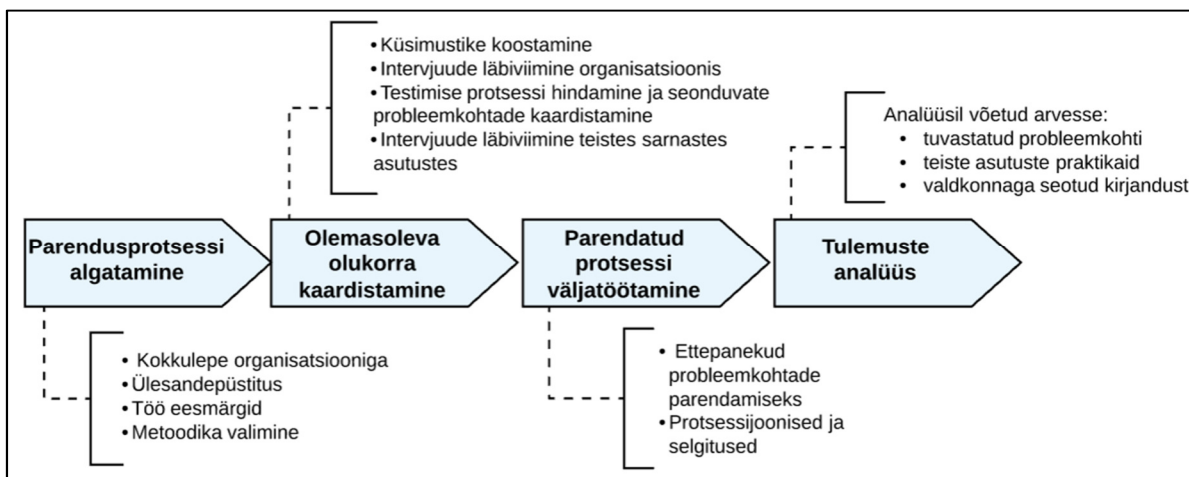 • Küsimustike koostamine
• Intervjuude läbiviimine organisatsioonis
• Testimise protsessi hindamine ja seonduvate
probleemkohtade kaardistamine
• Intervjuude läbiviimine teistes sarnastes
asutustes
Analüüsil võetud arvesse:
• tuvastatud probleemkohti
• teiste asutuste praktikaid
• valdkonnaga seotud kirjandust
Parendusprotsessi
algatamine
Olemasoleva
olukorra
kaardistamine
Parendatud
protsessi
väljatöötamine
Tulemuste
analüüs
• Kokkulepe organisatsiooniga
• Ülesandepüstitus
• Töö eesmärgid
• Metoodika valimine
• Ettepanekud
probleemkohtade
parendamiseks
• Protsessijoonised ja
selgitused